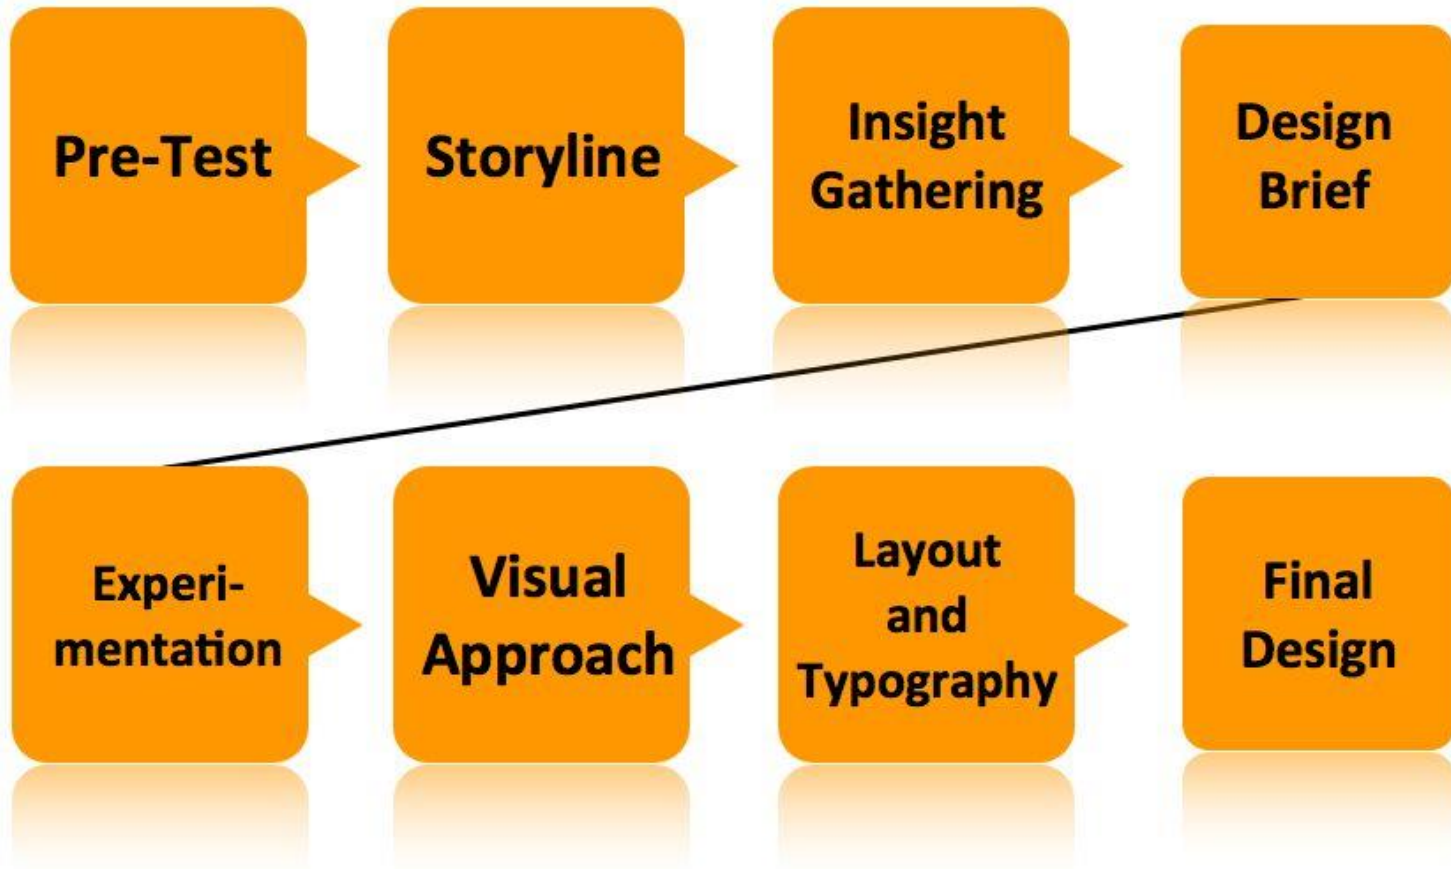 Pre-Test
Storyline
Insight
Gathering
Design
Brief
Experi-
mentation
Visual
Approach
Layout
and
Typography
Final
Design